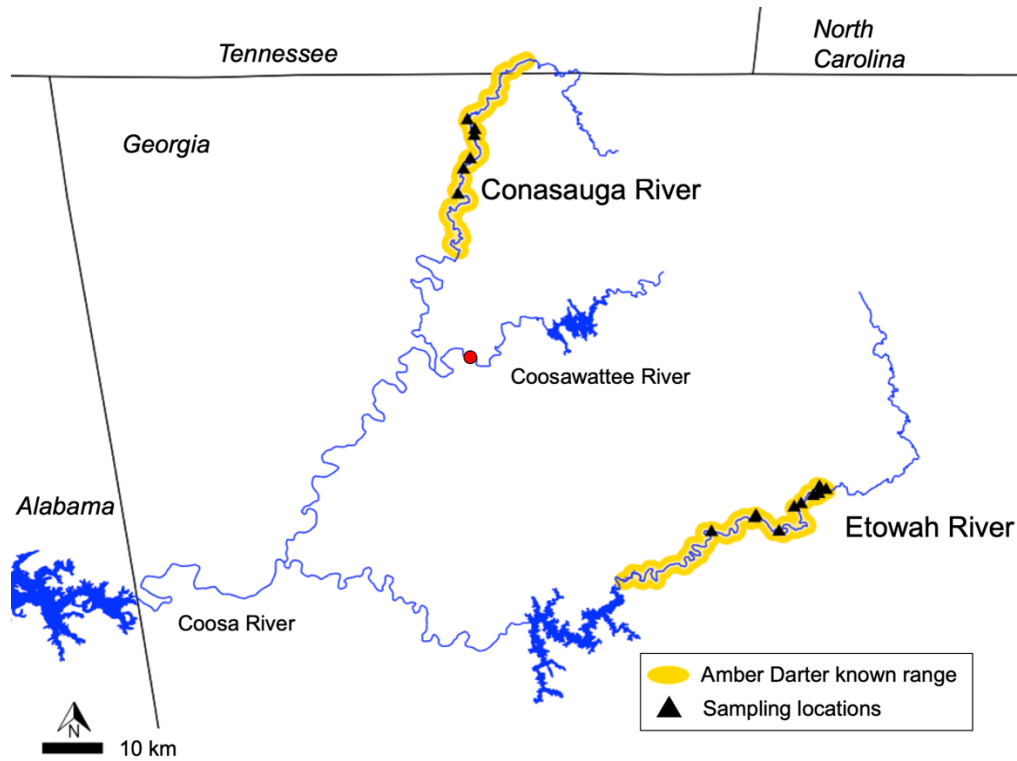 Tennessee
North
Carolina
Georgia
Conasauga River
Coosawattee River
Alabama
Etowah River
Coosa River
Amber Darter known range
Sampling locations
N
10 km